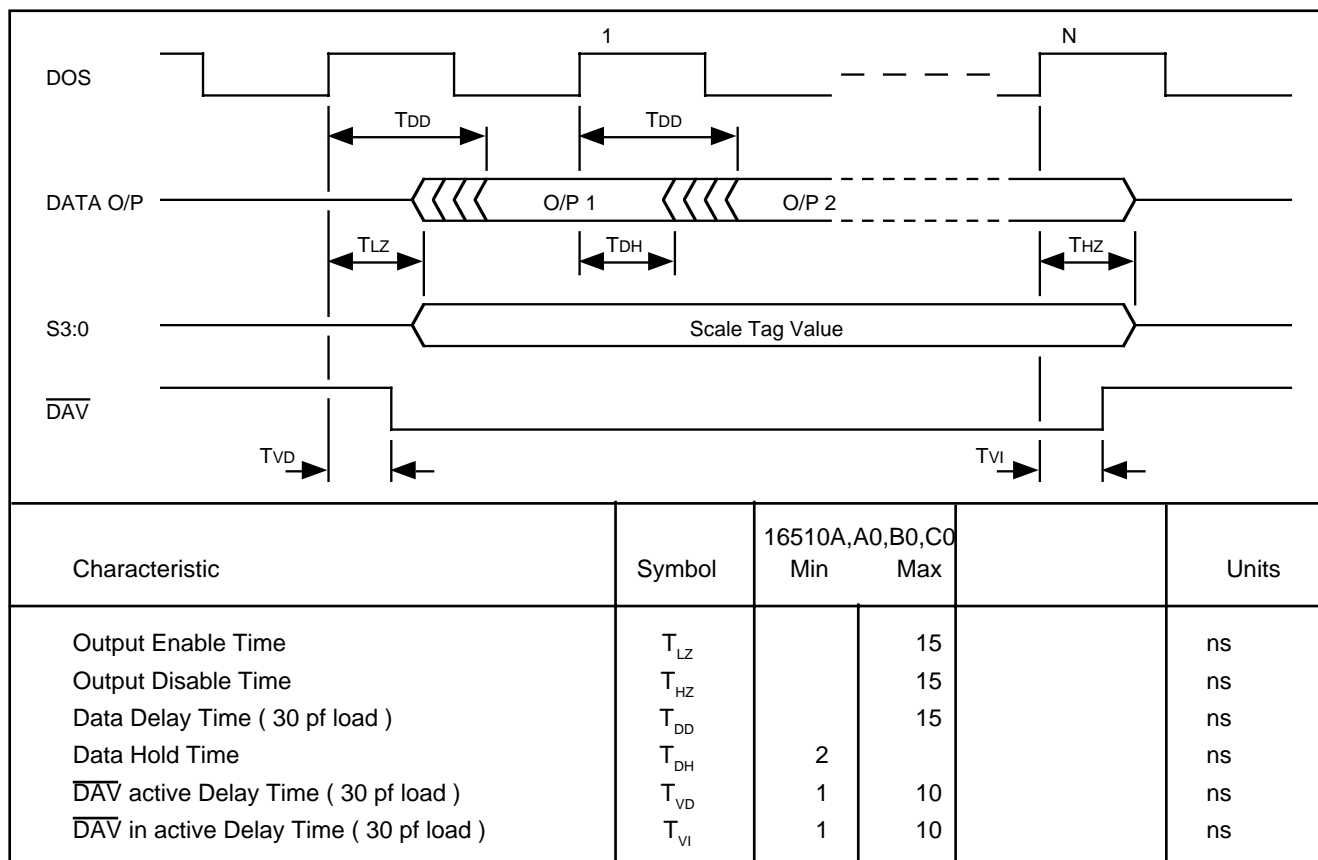 1 N
DOS
TDD TDD
DATA O/P O/P 1 O/P 2
TLZ TDH THZ
S3:0 Scale Tag Value
DAV
TVD TVI
16510A,A0,B0,C0
Characteristic Symbol Min Max Units
Output Enable Time TLZ 15 ns
Output Disable Time THZ 15 ns
Data Delay Time ( 30 pf load ) TDD 15 ns
Data Hold Time TDH 2 ns
DAV active Delay Time ( 30 pf load ) TVD 1 10 ns
DAV in active Delay Time ( 30 pf load ) TVI 1 10 ns